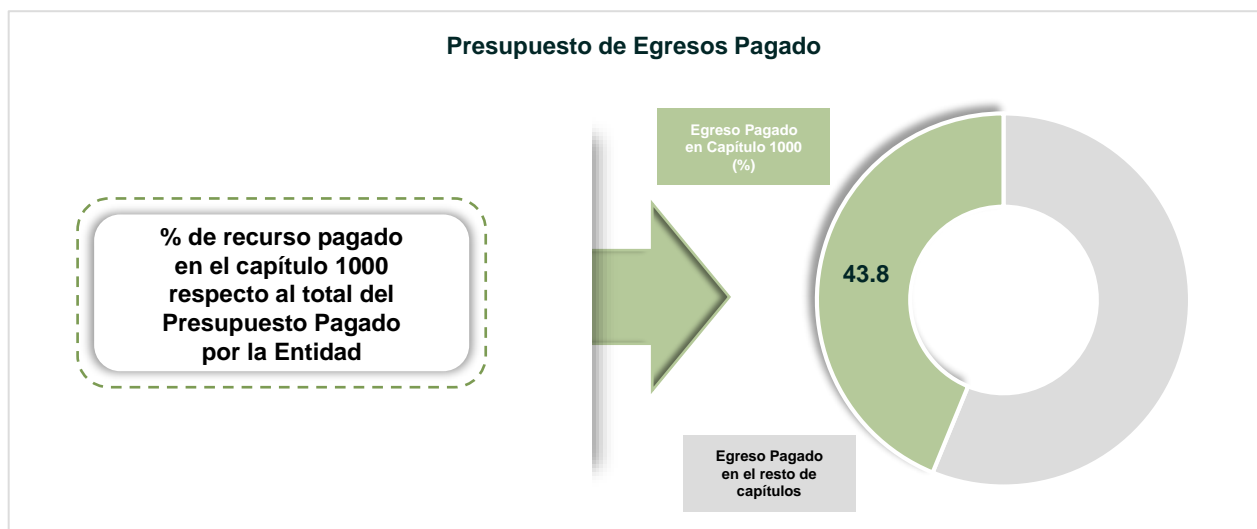 Presupuesto de Egresos Pagado
% de recurso pagado
en el capítulo 1000
respecto al total del
Presupuesto Pagado
por la Entidad
Egreso Pagado
en Capítulo 1000
(%)
43.8
Egreso Pagado
en el resto de
capítulos